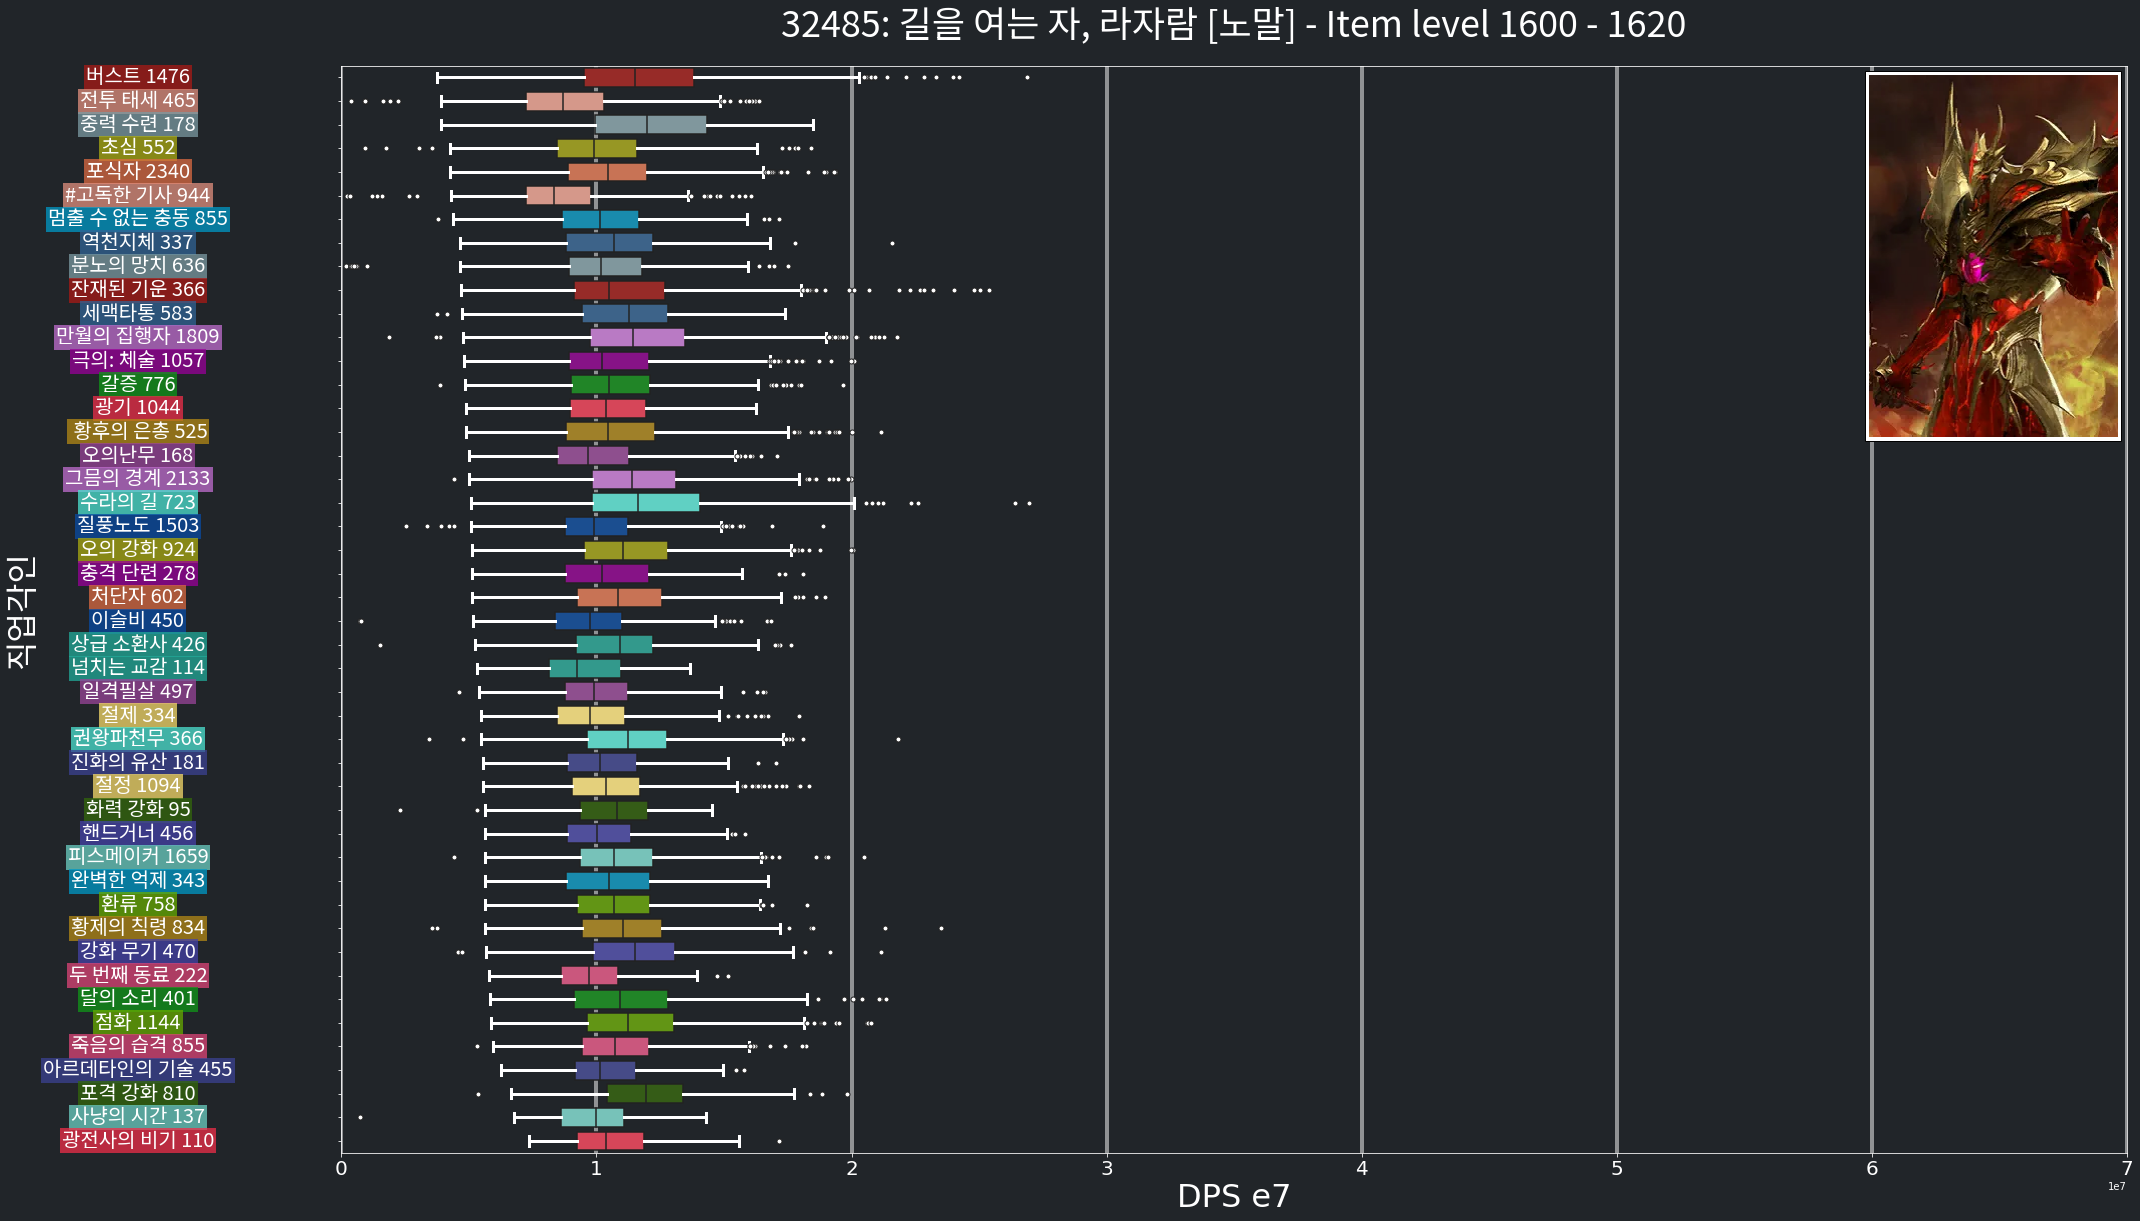 32485: 길을 여는 자, 라자람 [노말] - Item level 1600 - 1620
버스트 1476
전투 태세 465
중력 수련 178
초심 552
포식자 2340
#고독한 기사 944
멈출 수 없는 충동 855
역천지체 337
분노의 망치 636
잔재된 기운 366
세맥타통 583
만월의 집행자 1809
극의: 체술 1057
갈증 776
광기 1044
황후의 은총 525
오의난무 168
그믐의 경계 2133
수라의 길 723
질풍노도 1503
오의 강화 924
충격 단련 278
처단자 602
이슬비 450
상급 소환사 426
넘치는 교감 114
일격필살 497
절제 334
권왕파천무 366
진화의 유산 181
절정 1094
화력 강화 95
핸드거너 456
피스메이커 1659
완벽한 억제 343
환류 758
황제의 칙령 834
강화 무기 470
두 번째 동료 222
달의 소리 401
점화 1144
죽음의 습격 855
아르데타인의 기술 455
포격 강화 810
사냥의 시간 137
광전사의 비기 110
직업각인
0 1 2 3 4 5 6 7
1e7
DPS e7